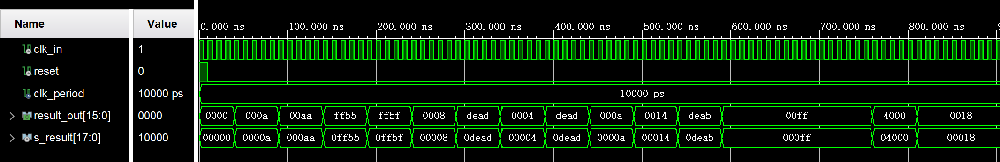 Name Value 0.000 ns 100.000 ns 200.000 ns 300.000 ns 400.000 ns 500.000 ns 600.000 ns 700.000 ns 800.000 ns
clk_in 1
reset 0
clk_period 10000 ps 10000 ps
result_out[15:0] 0000 0000 000a 00aa ff55 ff5f 0008 dead 0004 dead 000a 0014 dea5 00ff 4000 0018
s_result[17:0] 10000 00000 0000a 000aa 0ff55 0ff5f 00008 0dead 00004 0dead 0000a 00014 0dea5 000ff 04000 00018